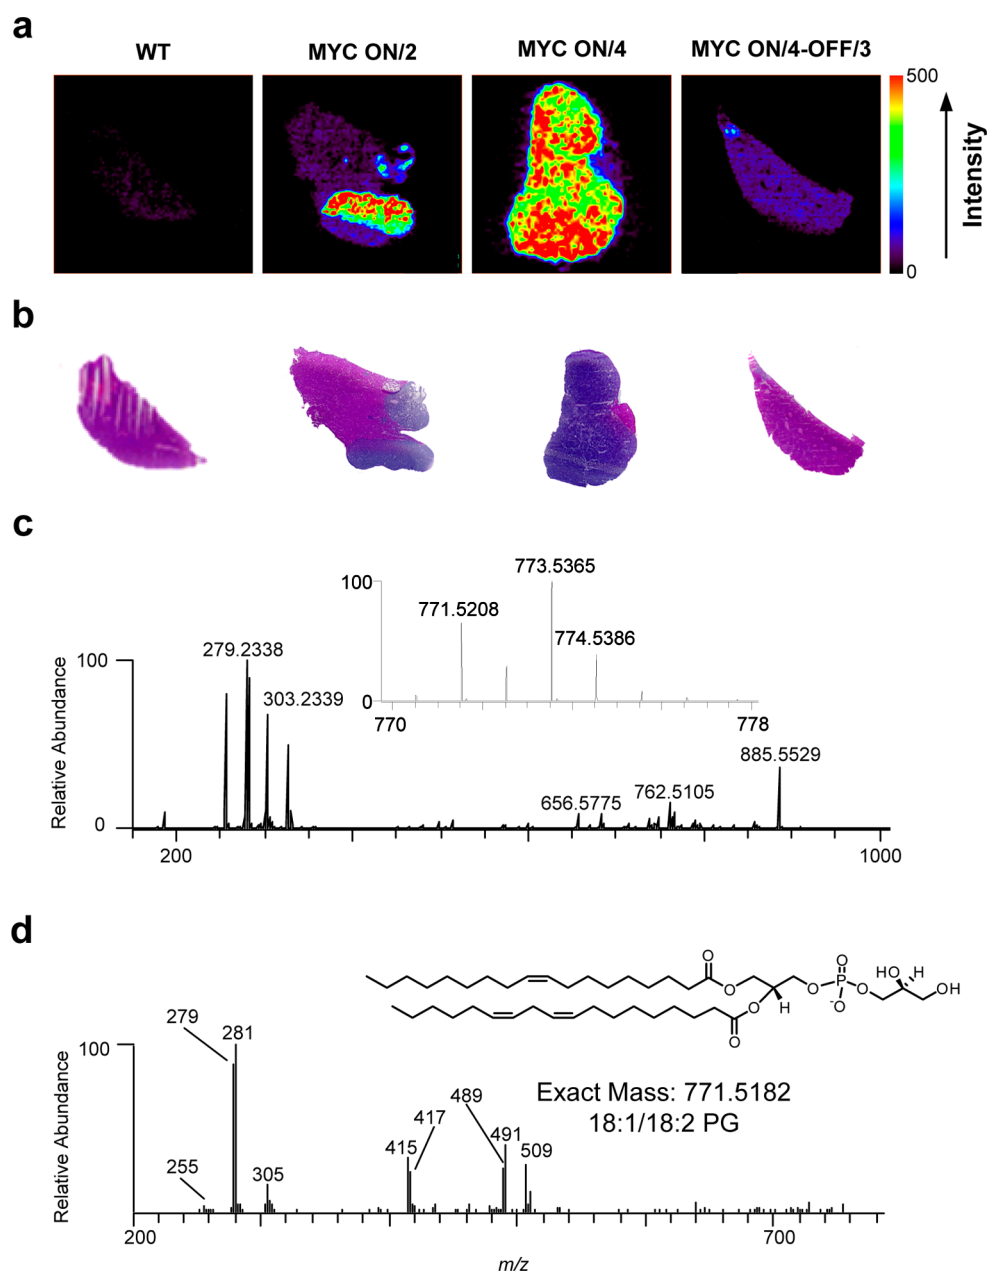 a
WT
MYC ON/2
MYC ON/4
MYC ON/4-OFF/3
500
0
Intensity
b
c
Relative Abundance
100
0
279.2338
303.2339
656.5775
762.5105
885.5529
200
1000
100
0
771.5208
773.5365
774.5386
770
778
d
Relative Abundance
100
279
281
255
305
415
417
489
491
509
O
O
O
O
O
P
O
-O
O
HO
H
OH
H
Exact Mass: 771.5182
18:1/18:2 PG
200
700
m/z